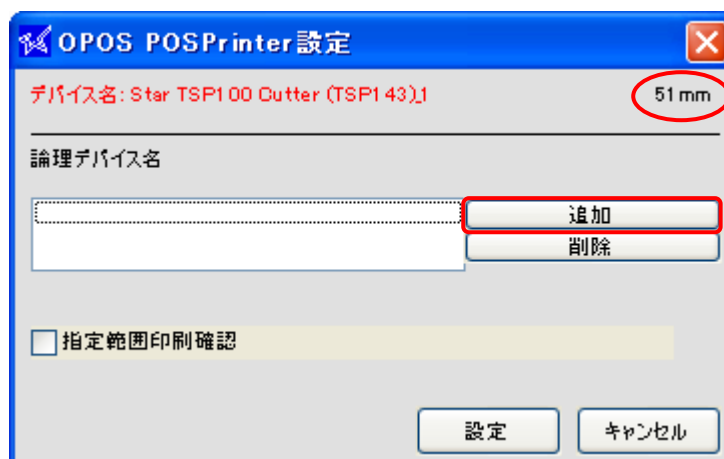 OPOS POSPrinter設定
デバイス名: Star TSP100 Cutter (TSP143)_1
51 mm
論理デバイス名
追加
削除
指定範囲印刷確認
設定
キャンセル